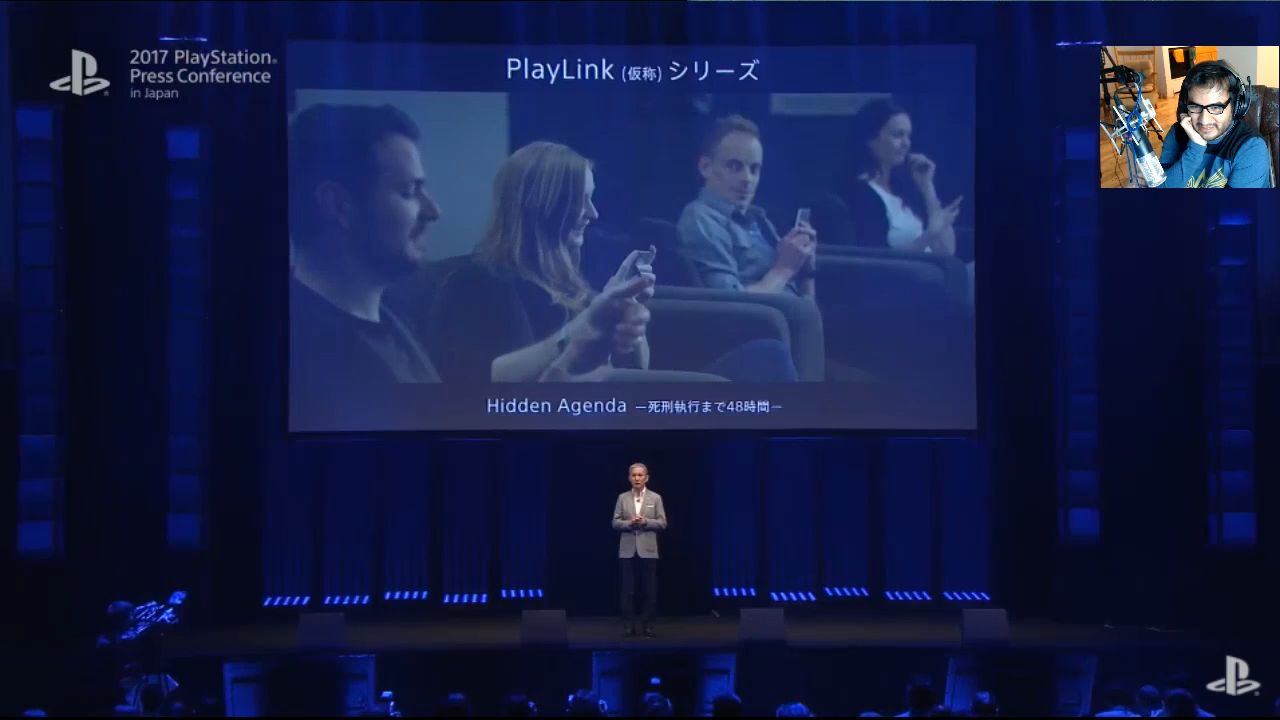 2017 PlayStation®
Press Conference
in Japan
PlayLink (仮称) シリーズ
Hidden Agenda —死刑執行まで48時間—